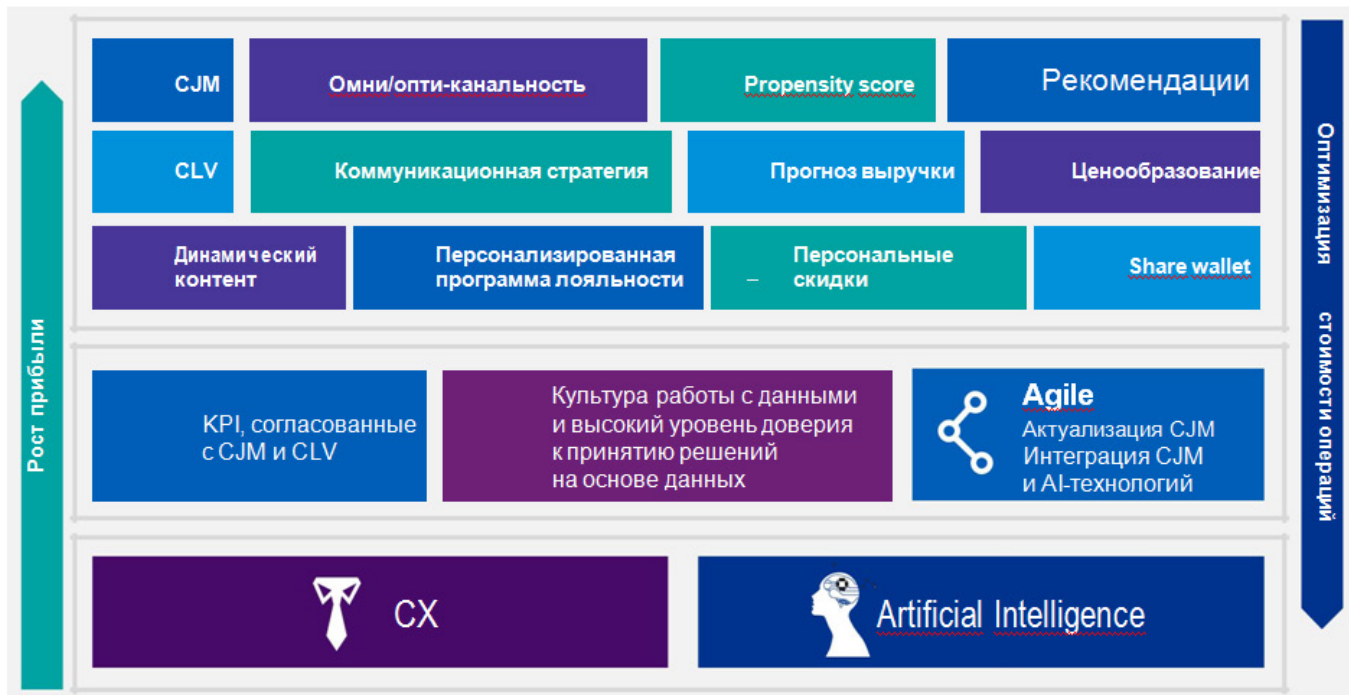 CJM
Омни/опти-канальность
Propensity score
Рекомендации
CLV
Коммуникационная стратегия
Прогноз выручки
Ценообразование
Динамический
контент
Персонализированная
программа лояльности
Персональные
– скидки
Share wallet
Рост прибыли
Оптимизация стоимости операций
KPI, согласованные
с CJM и CLV
Культура работы с данными
и высокий уровень доверия
к принятию решений
на основе данных
Agile
Актуализация CJM
Интеграция CJM
и AI-технологий
CX
Artificial Intelligence